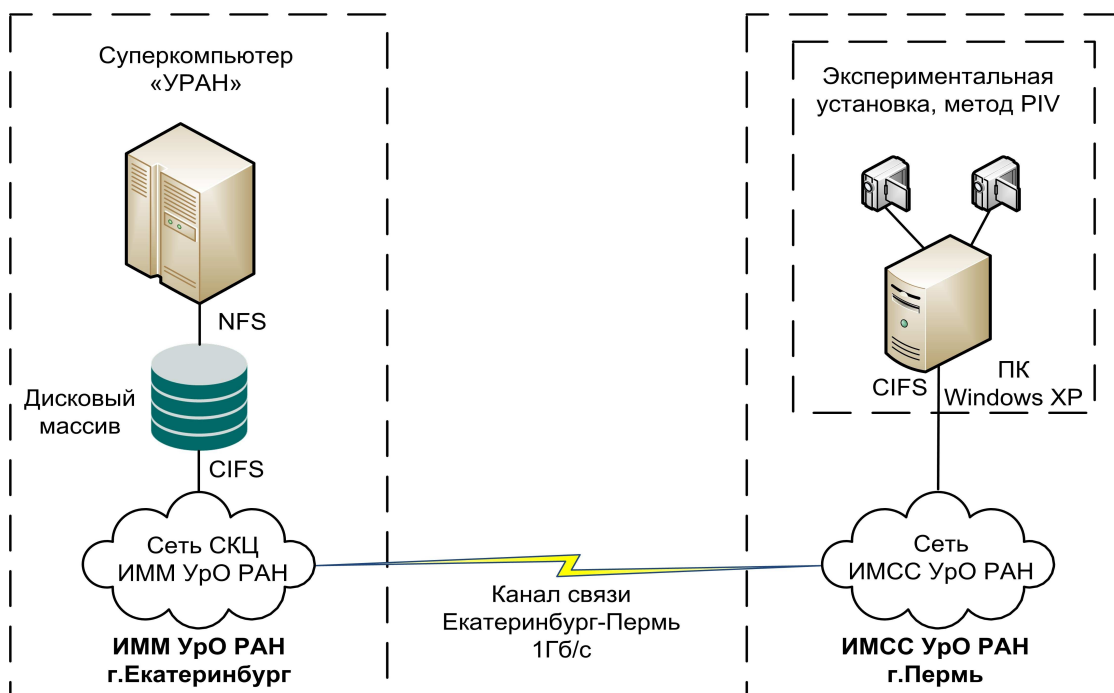 Суперкомпьютер
«УРАН»
NFS
Дисковый
массив
CIFS
Сеть СКЦ
ИММ УрО РАН
ИММ УрО РАН
г.Екатеринбург
Канал связи
Екатеринбург-Пермь
1Гб/с
Экспериментальная
установка, метод PIV
CIFS
ПК
Windows XP
Сеть
ИМСС УрО РАН
ИМСС УрО РАН
г.Пермь